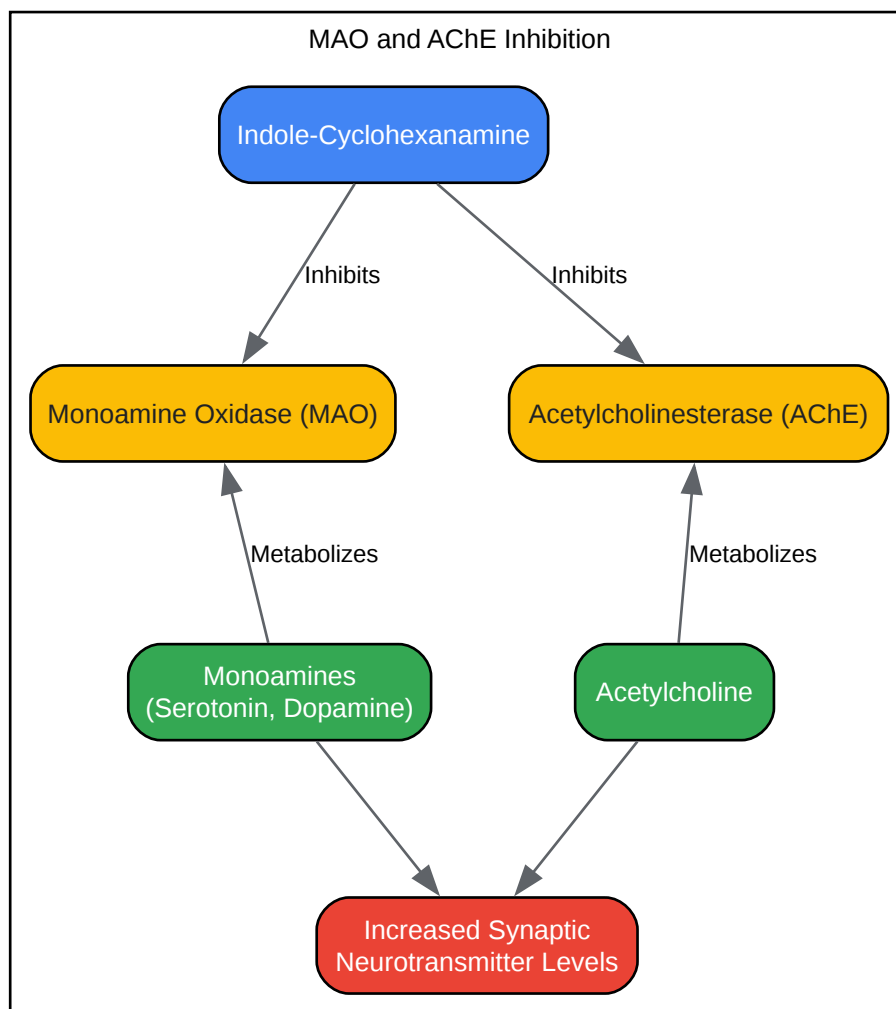 MAO and AChE Inhibition
Indole-Cyclohexanamine
Inhibits
Inhibits
Monoamine Oxidase (MAO)
Acetylcholinesterase (AChE)
Metabolizes
Metabolizes
Monoamines
(Serotonin, Dopamine)
Acetylcholine
Increased Synaptic
Neurotransmitter Levels